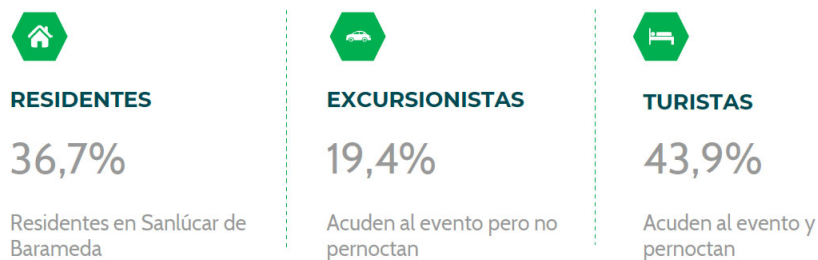 RESIDENTES
36,7%
Residentes en Sanlúcar de
Barameda
EXCURSIONISTAS
19,4%
Acuden al evento pero no
pernoctan
TURISTAS
43,9%
Acuden al evento y
pernoctan